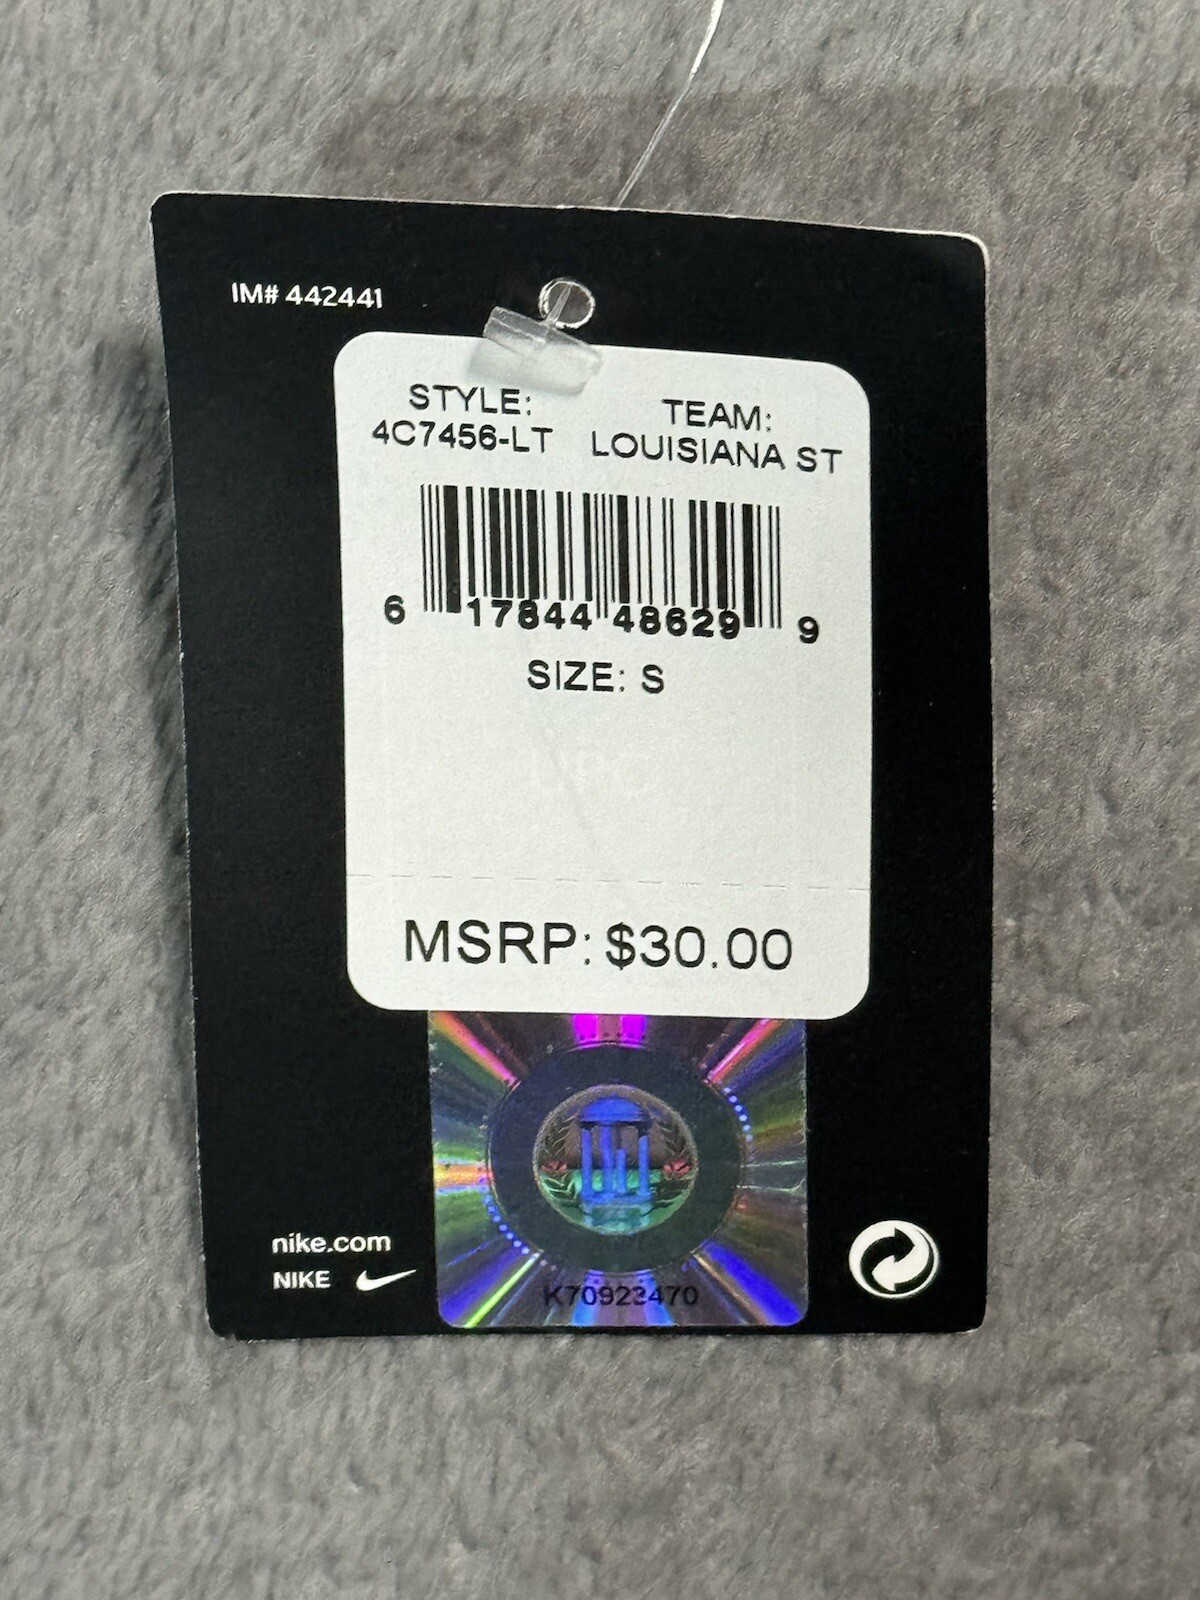 IM# 442441
STYLE:
4C7456-LT
TEAM:
LOUISIANA ST
6 17844 48629 9
SIZE: S
UPC
MSRP: $30.00
nike.com
NIKE
K70923470